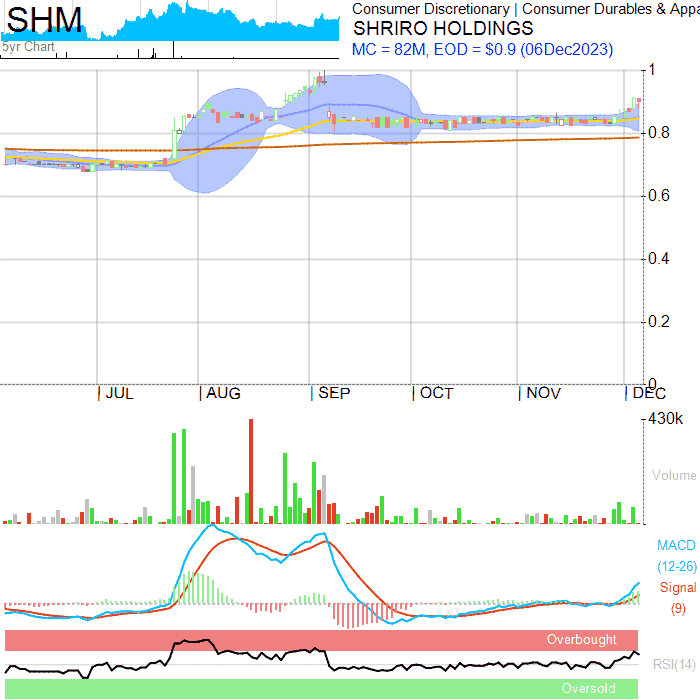 SHM
5yr Chart
Consumer Discretionary | Consumer Durables & Appa
SHRIRO HOLDINGS
MC = 82M, EOD = $0.9 (06Dec2023)
1
0.8
0.6
0.4
0.2
0
JUL AUG SEP OCT NOV DEC
430k
Volume
MACD
(12-26)
Signal
(9)
Overbought
RSI(14)
Oversold